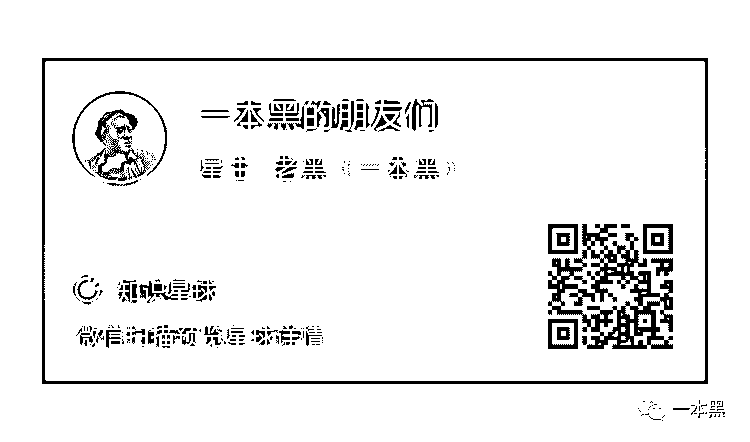 一本黑的朋友们
星主 老黑（一本黑）
知识星球
微信扫描预览星球详情
一本黑